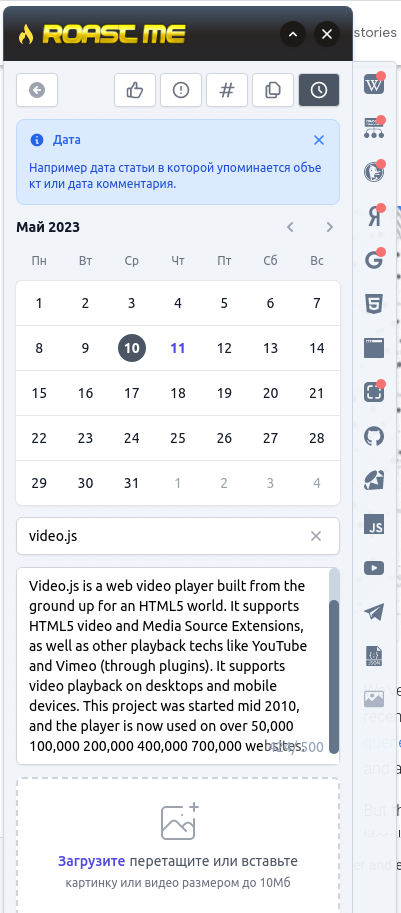 ROAST ME
stories
#
Дата
Например дата статьи в которой упоминается объе
кт или дата комментария.
Май 2023
Пн Вт Ср Чт Пт Сб Вс
1 2 3 4 5 6 7
8 9 10 11 12 13 14
15 16 17 18 19 20 21
22 23 24 25 26 27 28
29 30 31 1 2 3 4
video.js
Video.js is a web video player built from the
ground up for an HTML5 world. It supports
HTML5 video and Media Source Extensions,
as well as other playback techs like YouTube
and Vimeo (through plugins). It supports
video playback on desktops and mobile
devices. This project was started mid 2010,
and the player is now used on over 50,000
100,000 200,000 400,000 700,000 websites.
/ 500
Загрузите перетащите или вставьте
картинку или видео размером до 10Мб
W
Я
G
JS
JSON